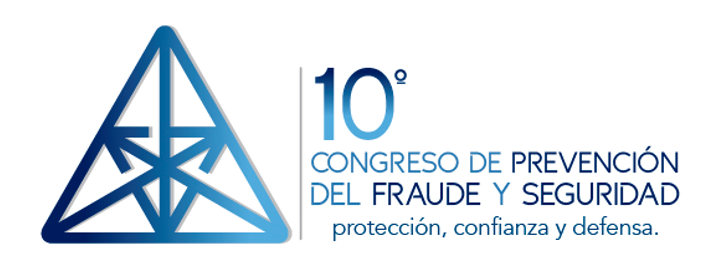 10º
CONGRESO DE PREVENCIÓN
DEL FRAUDE Y SEGURIDAD
protección, confianza y defensa.